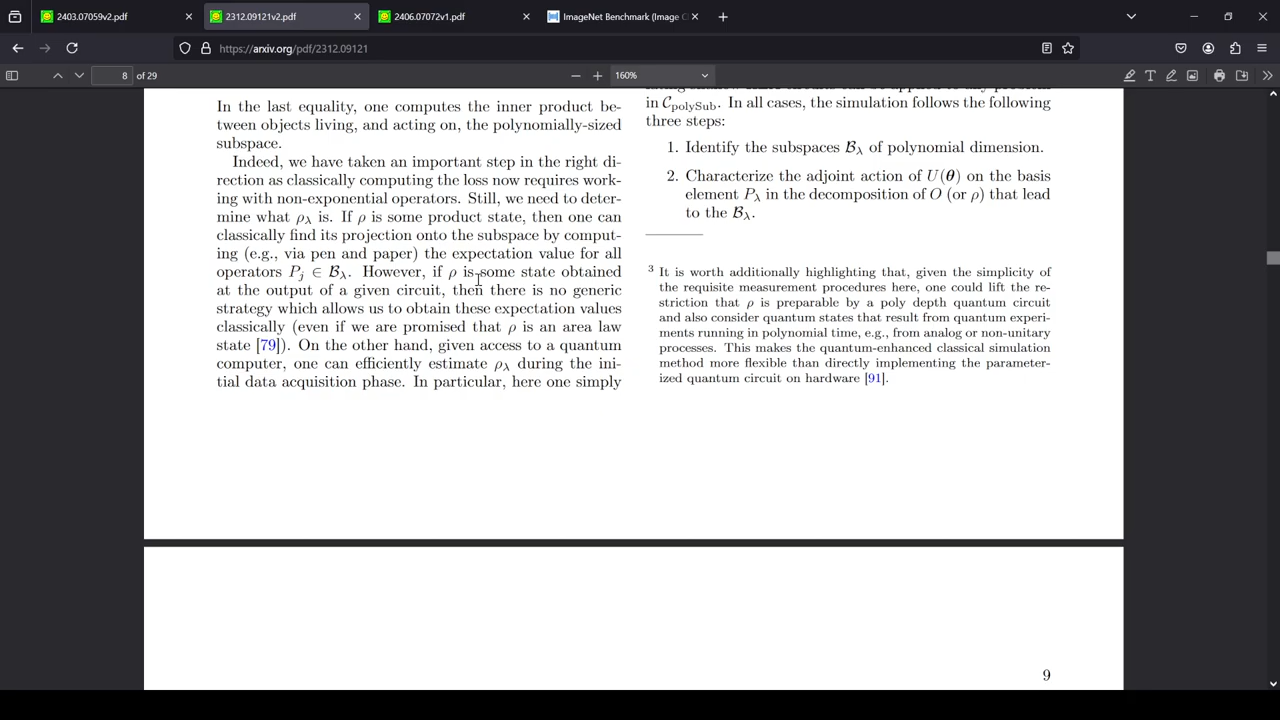 2403.07059v2.pdf
2312.09121v2.pdf
2406.07072v1.pdf
ImageNet Benchmark (Image C
https://arxiv.org/pdf/2312.09121
8 of 29
160%
In the last equality, one computes the inner product be-
tween objects living, and acting on, the polynomially-sized
subspace.
Indeed, we have taken an important step in the right di-
rection as classically computing the loss now requires work-
ing with non-exponential operators. Still, we need to deter-
mine what ρλ is. If ρ is some product state, then one can
classically find its projection onto the subspace by comput-
ing (e.g., via pen and paper) the expectation value for all
operators Pj ∈ Bλ. However, if ρ is some state obtained
at the output of a given circuit, then there is no generic
strategy which allows us to obtain these expectation values
classically (even if we are promised that ρ is an area law
state [79]). On the other hand, given access to a quantum
computer, one can efficiently estimate ρλ during the ini-
tial data acquisition phase. In particular, here one simply
in CpolySub. In all cases, the simulation follows the following
three steps:
1. Identify the subspaces Bλ of polynomial dimension.
2. Characterize the adjoint action of U(θ) on the basis
element Pλ in the decomposition of O (or ρ) that lead
to the Bλ.
3 It is worth additionally highlighting that, given the simplicity of
the requisite measurement procedures here, one could lift the re-
striction that ρ is preparable by a poly depth quantum circuit
and also consider quantum states that result from quantum experi-
ments running in polynomial time, e.g., from analog or non-unitary
processes. This makes the quantum-enhanced classical simulation
method more flexible than directly implementing the parameter-
ized quantum circuit on hardware [91].
9